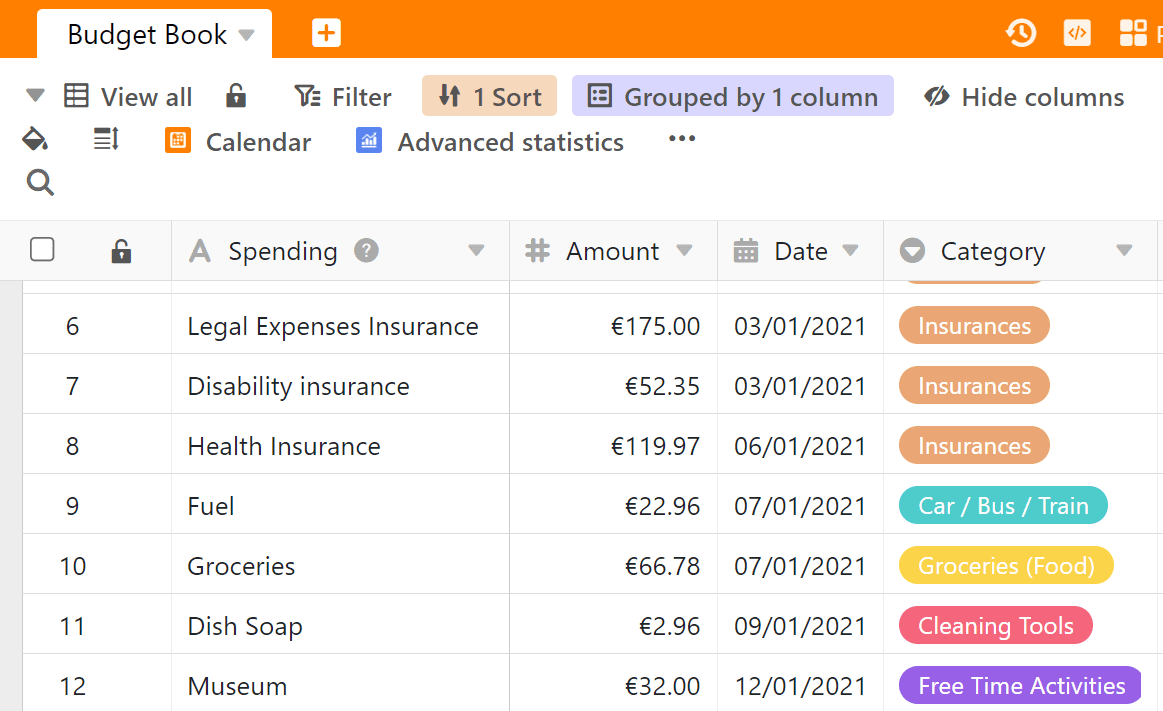 Budget Book
View all Filter 1 Sort Grouped by 1 column Hide columns
Calendar Advanced statistics
Spending ? Amount Date Category
6 Legal Expenses Insurance €175.00 03/01/2021 Insurances
7 Disability insurance €52.35 03/01/2021 Insurances
8 Health Insurance €119.97 06/01/2021 Insurances
9 Fuel €22.96 07/01/2021 Car / Bus / Train
10 Groceries €66.78 07/01/2021 Groceries (Food)
11 Dish Soap €2.96 09/01/2021 Cleaning Tools
12 Museum €32.00 12/01/2021 Free Time Activities